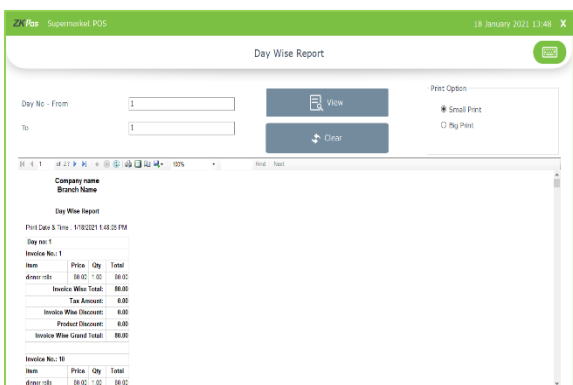 ZKPos Supermarket POS 18 January 2021 13:48 X
Day Wise Report
Day No - From 1
To 1
View
Clear
Print Option
Small Print
Big Print
1 of 27 100% Find Next
Company name
Branch Name
Day Wise Report
Print Date & Time : 1/18/2021 1:48:05 PM
Day no: 1
Invoice No.: 1
Item Price Qty Total
dinner rolls 80.00 1.00 80.00
Invoice Wise Total: 80.00
Tax Amount: 0.00
Invoice Wise Discount: 0.00
Product Discount: 0.00
Invoice Wise Grand Total: 80.00
Invoice No.: 10
Item Price Qty Total
dinner rolls 80.00 1.00 80.00